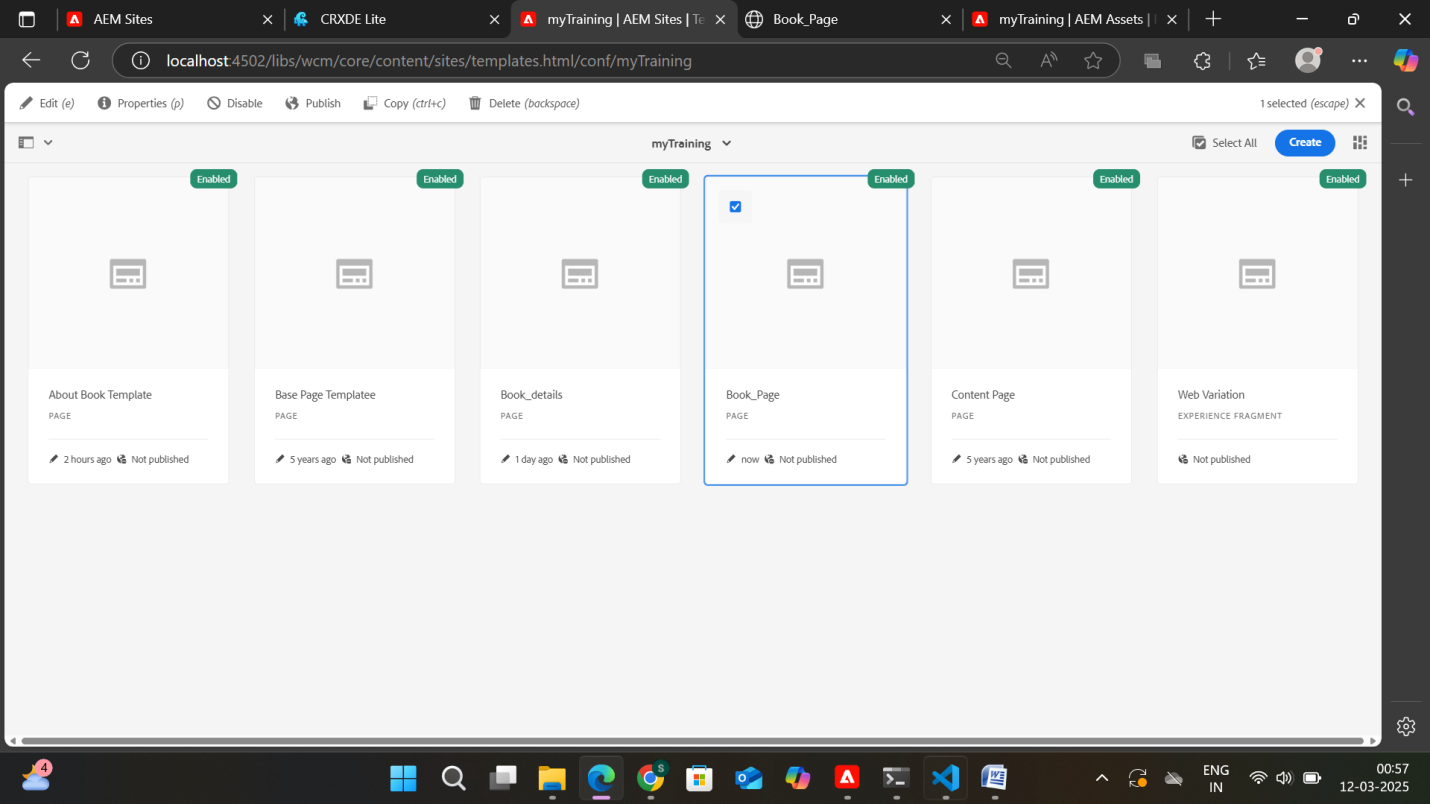 AEM Sites
CRXDE Lite
myTraining | AEM Sites | Te
Book_Page
myTraining | AEM Assets |
localhost:4502/libs/wcm/core/content/sites/templates.html/conf/myTraining
Edit (e) Properties (p) Disable Publish Copy (ctrl+c) Delete (backspace) 1 selected (escape)
myTraining Select All Create
Enabled Enabled Enabled Enabled Enabled Enabled
About Book Template Base Page Templatee Book_details Book_Page Content Page Web Variation
PAGE PAGE PAGE PAGE PAGE EXPERIENCE FRAGMENT
2 hours ago Not published 5 years ago Not published 1 day ago Not published now Not published 5 years ago Not published Not published
4
S
ENG
IN
00:57
12-03-2025